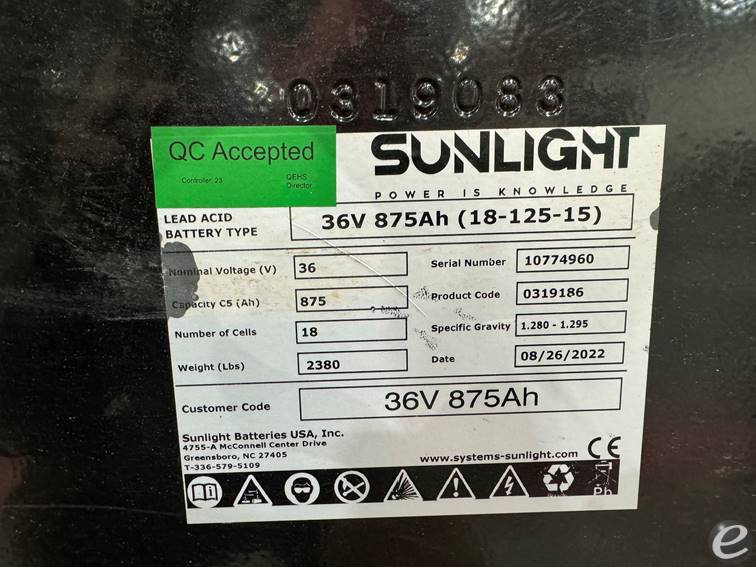 0319083
QC Accepted
Controller: 23
QEHS
Director
SUNLIGHT
POWER IS KNOWLEDGE
LEAD ACID
BATTERY TYPE
36V 875Ah (18-125-15)
Nominal Voltage (V) 36
Serial Number 10774960
Capacity C5 (Ah) 875
Product Code 0319186
Number of Cells 18
Specific Gravity 1.280 - 1.295
Weight (Lbs) 2380
Date 08/26/2022
Customer Code 36V 875Ah
Sunlight Batteries USA, Inc.
4755-A McConnell Center Drive
Greensboro, NC 27405
T-336-579-5109
www.systems-sunlight.com CE
Pb
e